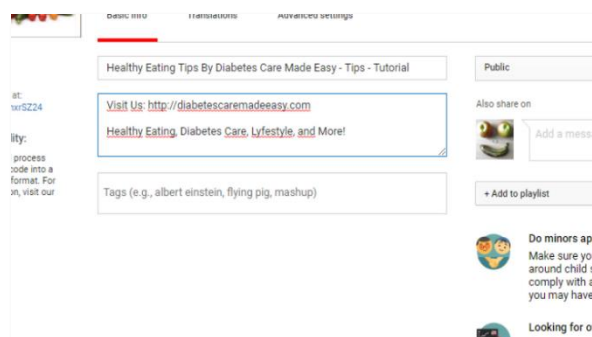 Basic info Translations Advanced settings
Healthy Eating Tips By Diabetes Care Made Easy - Tips - Tutorial
Public
at:
Visit Us: http://diabetescaremadeeasy.com
Also share on
Healthy Eating, Diabetes Care, Lyfestyle, and More!
Add a mess
lity:
process
code into a
format. For
on, visit our
Tags (e.g., albert einstein, flying pig, mashup)
+ Add to playlist
Do minors ap
Make sure yo
around child s
comply with a
you may have
Looking for o